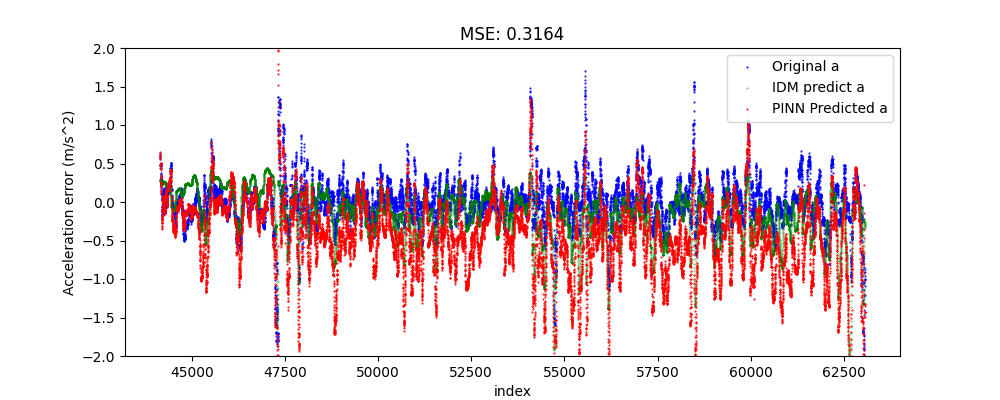 MSE: 0.3164
Acceleration error (m/s^2)
2.0
1.5
1.0
0.5
0.0
−0.5
−1.0
−1.5
−2.0
Original a
IDM predict a
PINN Predicted a
45000 47500 50000 52500 55000 57500 60000 62500
index